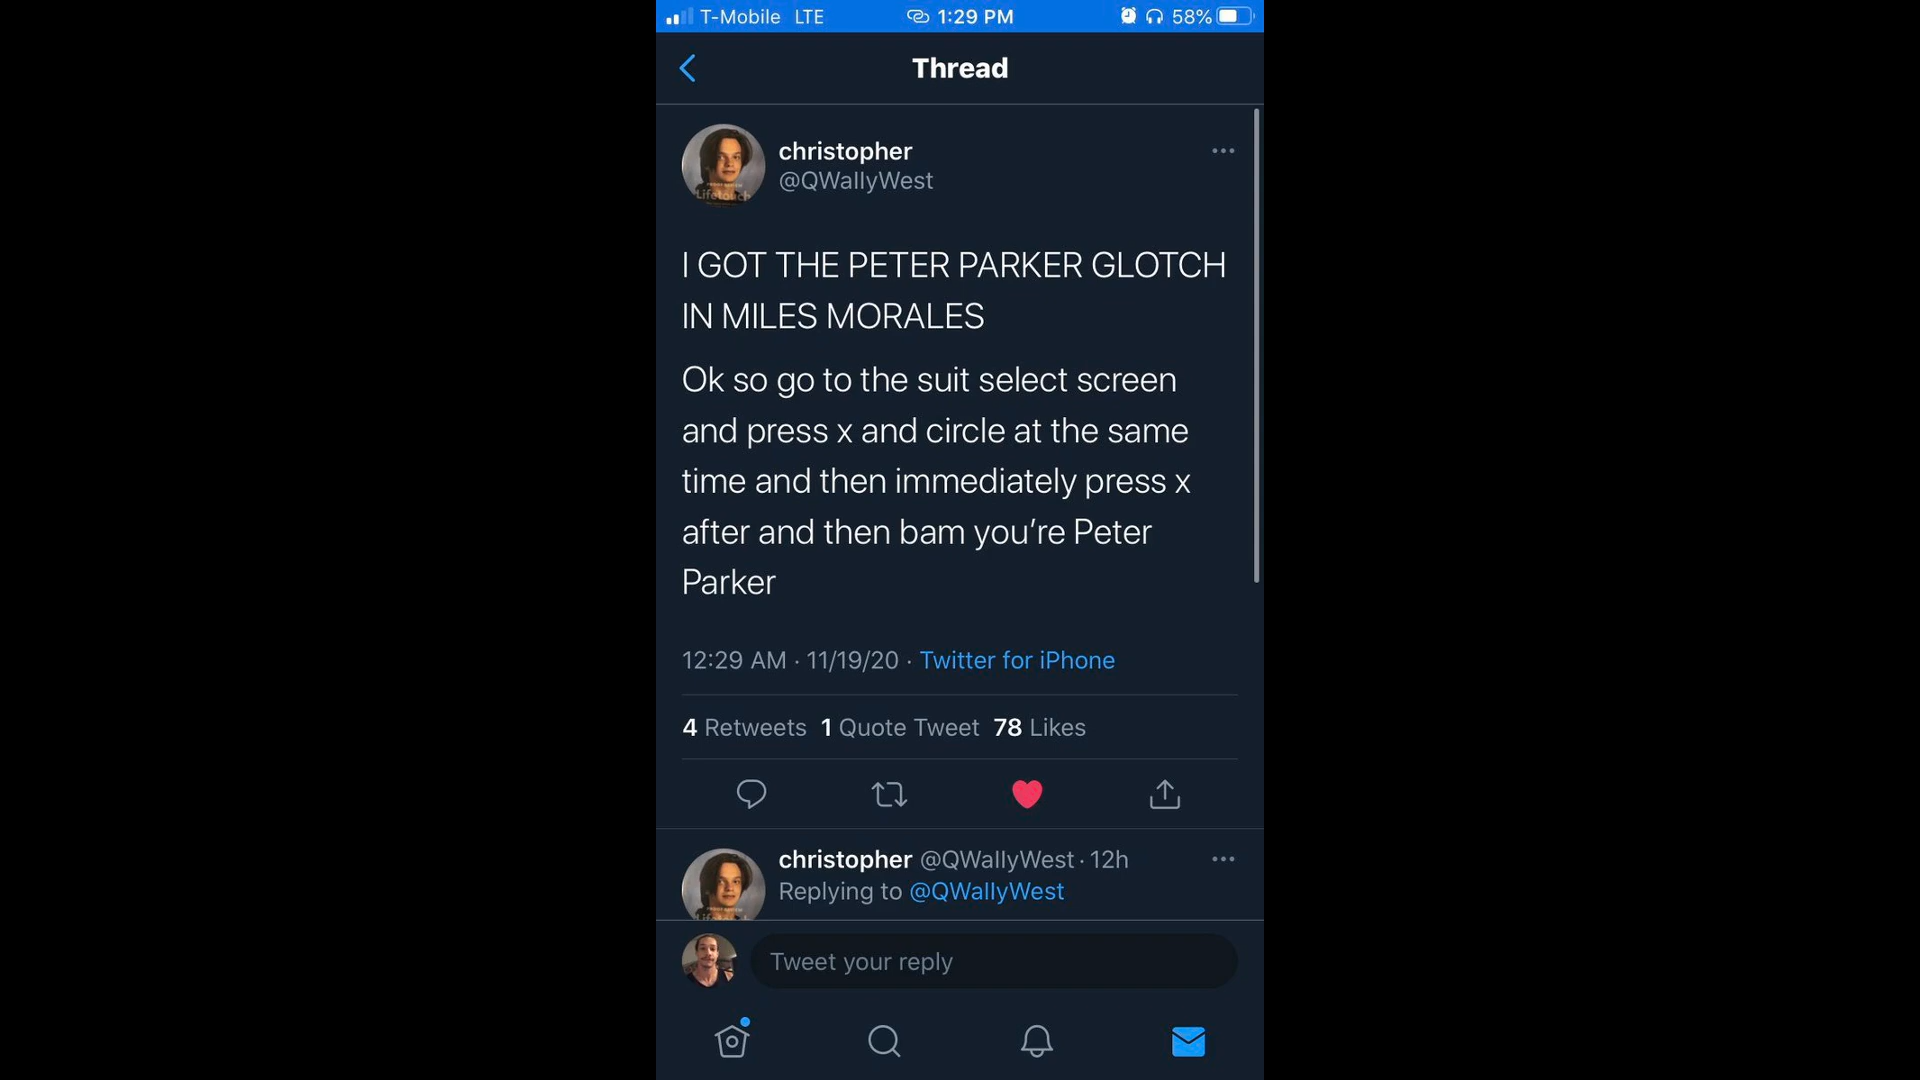 T-Mobile LTE 1:29 PM 58%
Thread
christopher
@QWallyWest
I GOT THE PETER PARKER GLOTCH
IN MILES MORALES
Ok so go to the suit select screen
and press x and circle at the same
time and then immediately press x
after and then bam you’re Peter
Parker
12:29 AM · 11/19/20 · Twitter for iPhone
4 Retweets 1 Quote Tweet 78 Likes
christopher @QWallyWest · 12h
Replying to @QWallyWest
Tweet your reply